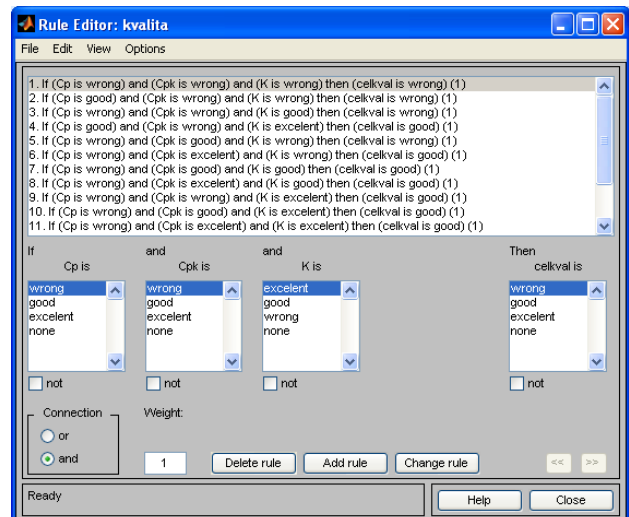 Rule Editor: kvalita
File Edit View Options
1. If (Cp is wrong) and (Cpk is wrong) and (K is wrong) then (celkval is wrong) (1)
2. If (Cp is good) and (Cpk is wrong) and (K is wrong) then (celkval is wrong) (1)
3. If (Cp is wrong) and (Cpk is wrong) and (K is good) then (celkval is wrong) (1)
4. If (Cp is good) and (Cpk is wrong) and (K is excelent) then (celkval is good) (1)
5. If (Cp is wrong) and (Cpk is good) and (K is wrong) then (celkval is wrong) (1)
6. If (Cp is wrong) and (Cpk is excelent) and (K is wrong) then (celkval is good) (1)
7. If (Cp is wrong) and (Cpk is good) and (K is good) then (celkval is good) (1)
8. If (Cp is wrong) and (Cpk is excelent) and (K is good) then (celkval is good) (1)
9. If (Cp is wrong) and (Cpk is wrong) and (K is excelent) then (celkval is wrong) (1)
10. If (Cp is wrong) and (Cpk is good) and (K is excelent) then (celkval is good) (1)
11. If (Cp is wrong) and (Cpk is excelent) and (K is excelent) then (celkval is good) (1)
If and and Then
Cp is Cpk is K is celkval is
wrong wrong excelent wrong
good good good good
excelent excelent wrong excelent
none none none none
not not not not
Connection Weight:
or
and 1 Delete rule Add rule Change rule << >>
Ready Help Close